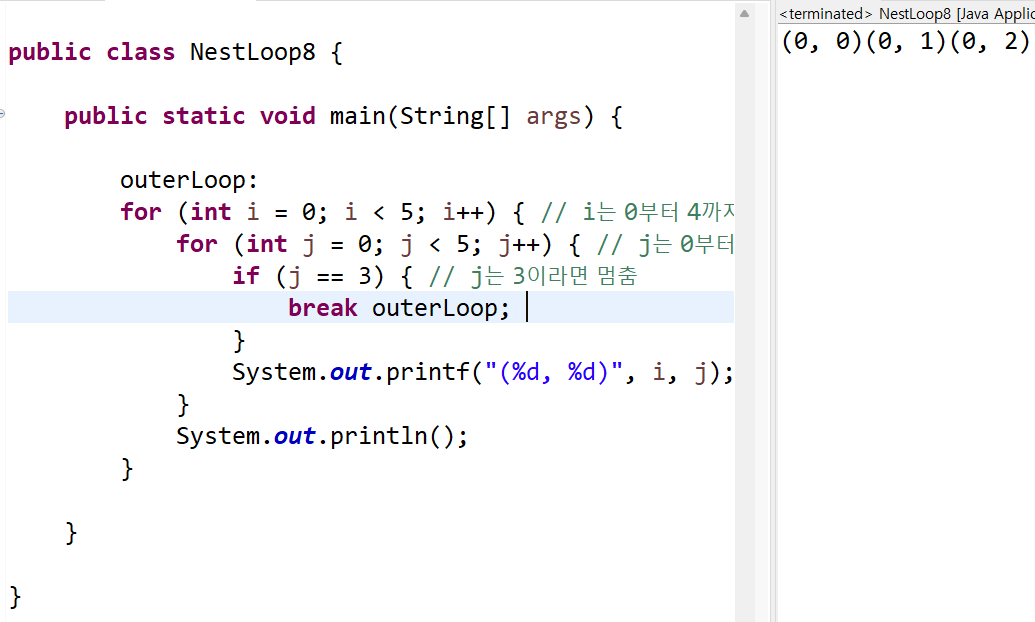 public class NestLoop8 {
public static void main(String[] args) {
outerLoop:
for (int i = 0; i < 5; i++) { // i는 0부터 4까지
for (int j = 0; j < 5; j++) { // j는 0부터
if (j == 3) { // j는 3이라면 멈춤
break outerLoop;
}
System.out.printf("(%d, %d)", i, j);
}
System.out.println();
}
}
}
<terminated> NestLoop8 [Java Applic
(0, 0)(0, 1)(0, 2)